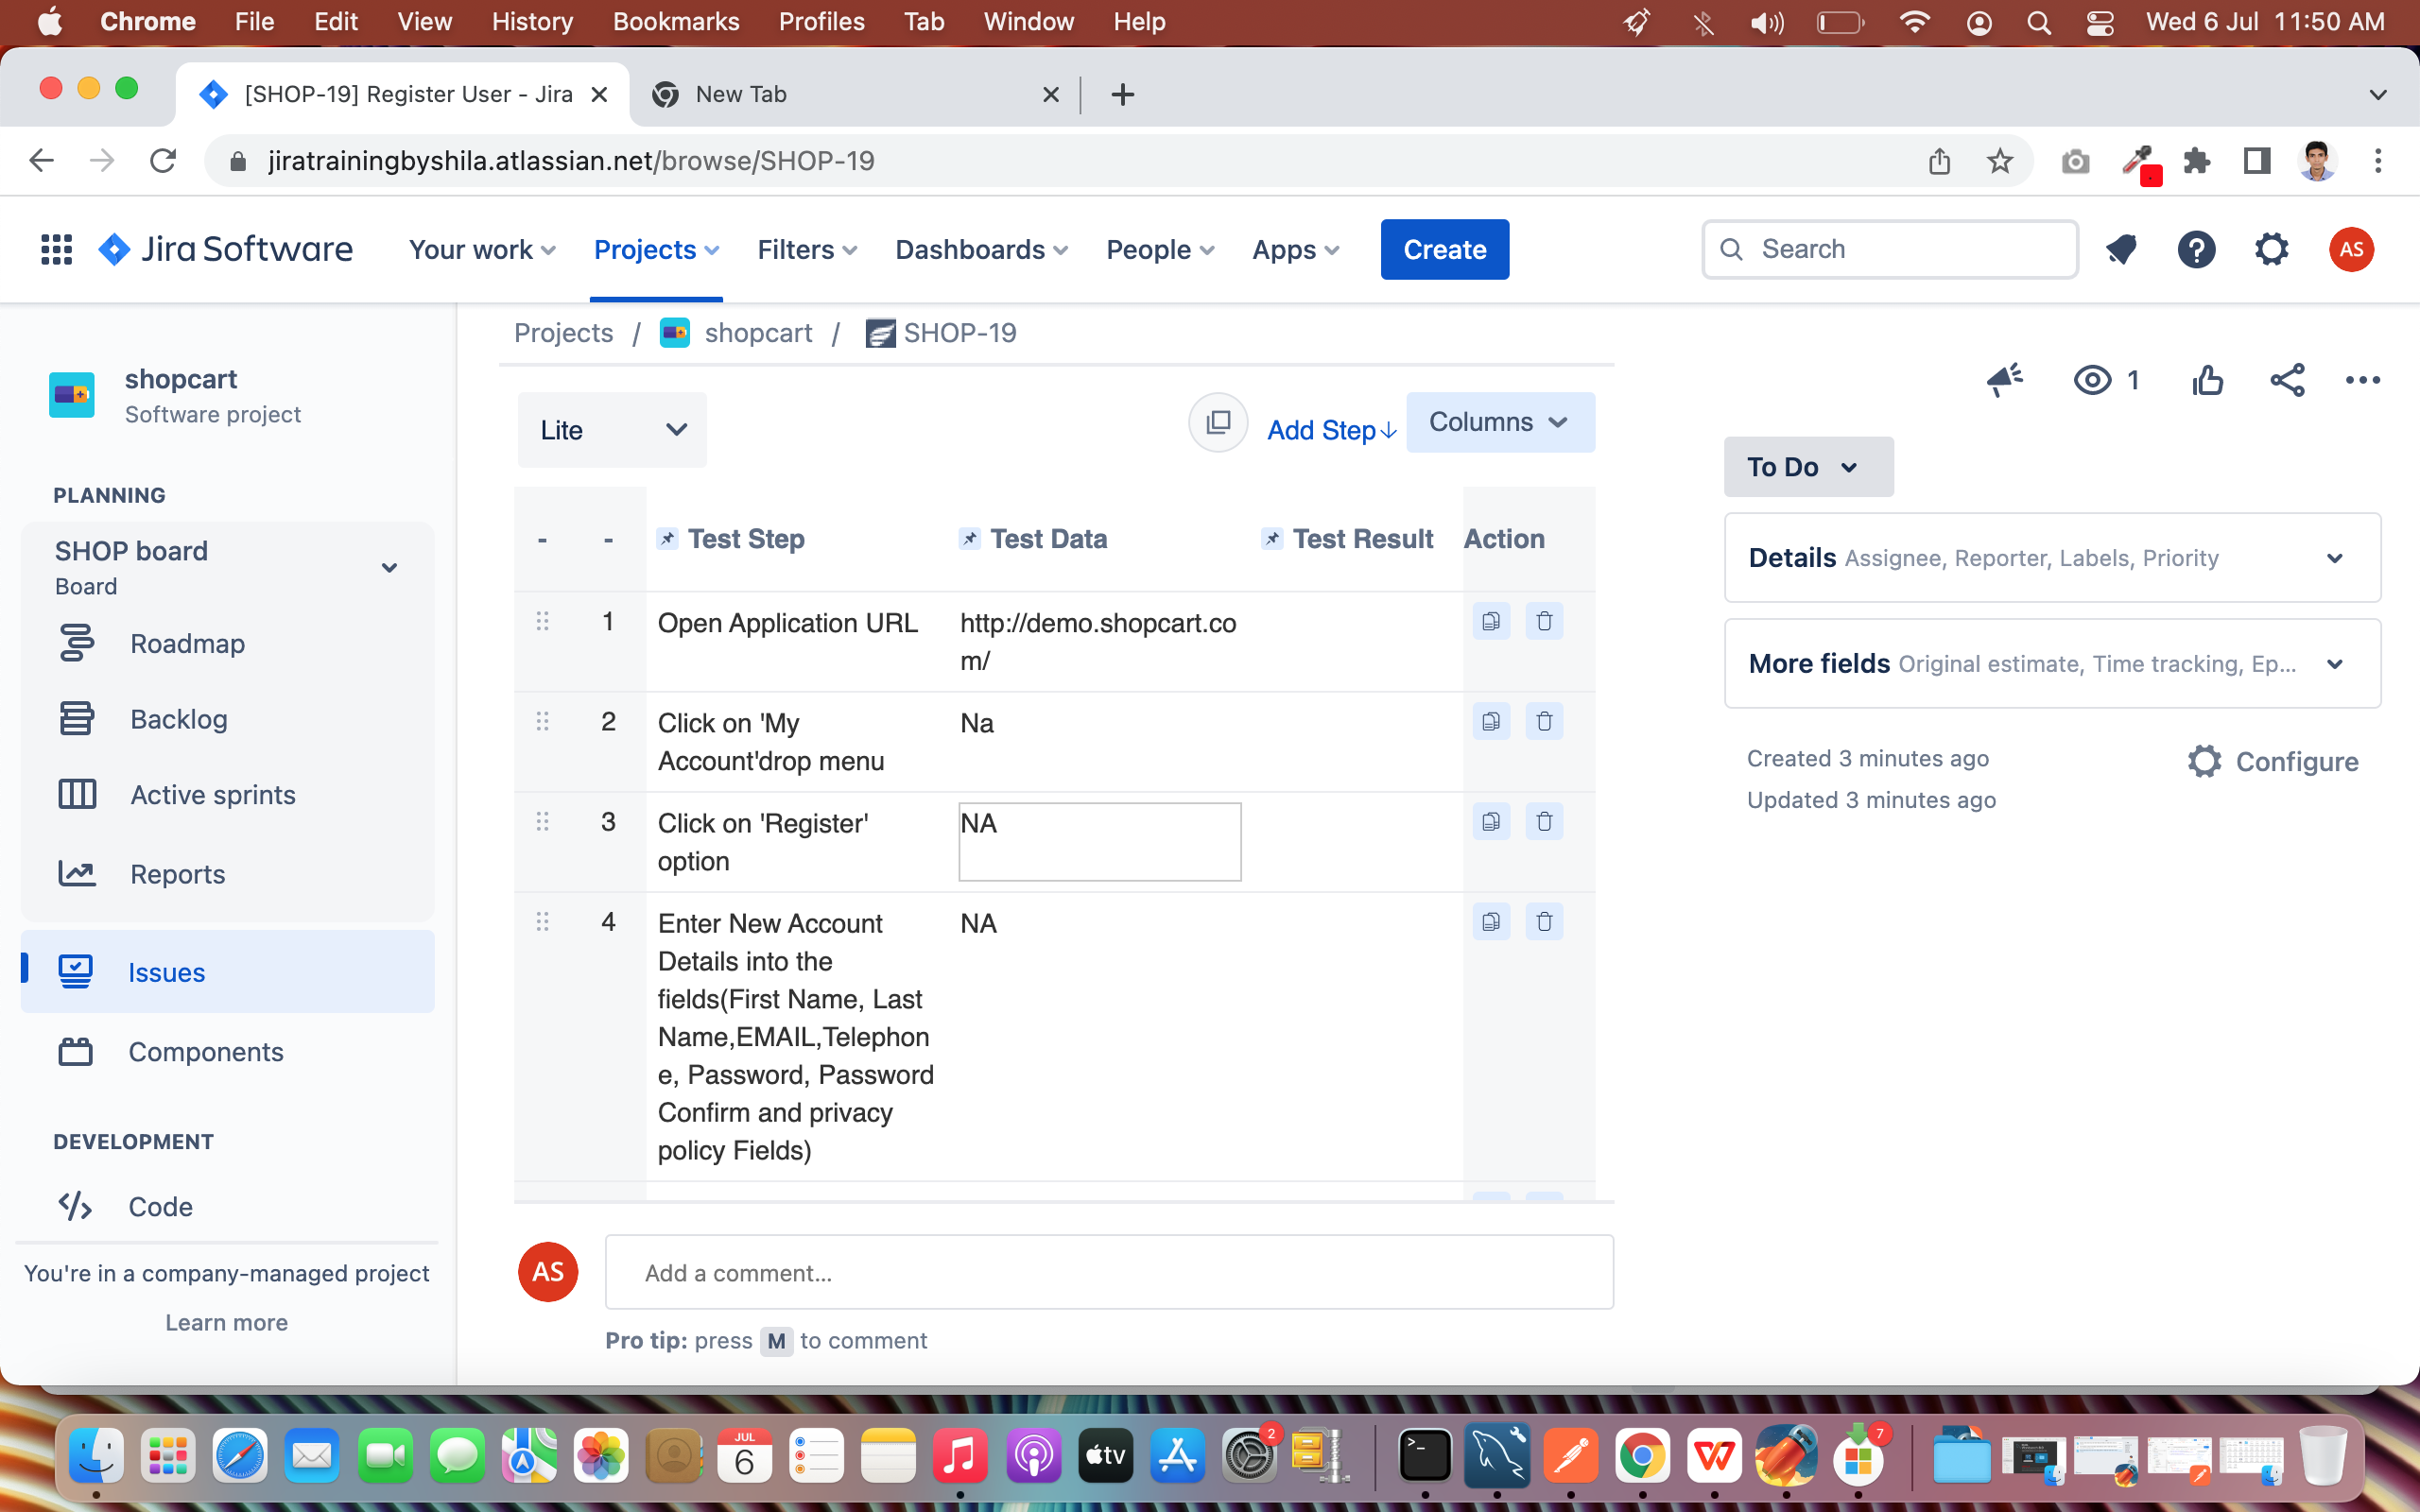 Chrome File Edit View History Bookmarks Profiles Tab Window Help Wed 6 Jul 11:50 AM
[SHOP-19] Register User - Jira
New Tab
jiratrainingbyshila.atlassian.net/browse/SHOP-19
Jira Software Your work Projects Filters Dashboards People Apps Create Search AS
Projects / shopcart / SHOP-19
shopcart
Software project
PLANNING
SHOP board
Board
Roadmap
Backlog
Active sprints
Reports
Issues
Components
DEVELOPMENT
Code
You're in a company-managed project
Learn more
Lite
Add Step
Columns
- - Test Step Test Data Test Result Action
1 Open Application URL http://demo.shopcart.co
m/
2 Click on 'My Na
Account'drop menu
3 Click on 'Register' NA
option
4 Enter New Account NA
Details into the
fields(First Name, Last
Name,EMAIL,Telephon
e, Password, Password
Confirm and privacy
policy Fields)
AS
Add a comment...
Pro tip: press M to comment
1
To Do
Details Assignee, Reporter, Labels, Priority
More fields Original estimate, Time tracking, Ep...
Created 3 minutes ago
Updated 3 minutes ago
Configure
JUL
6
tv
2
7